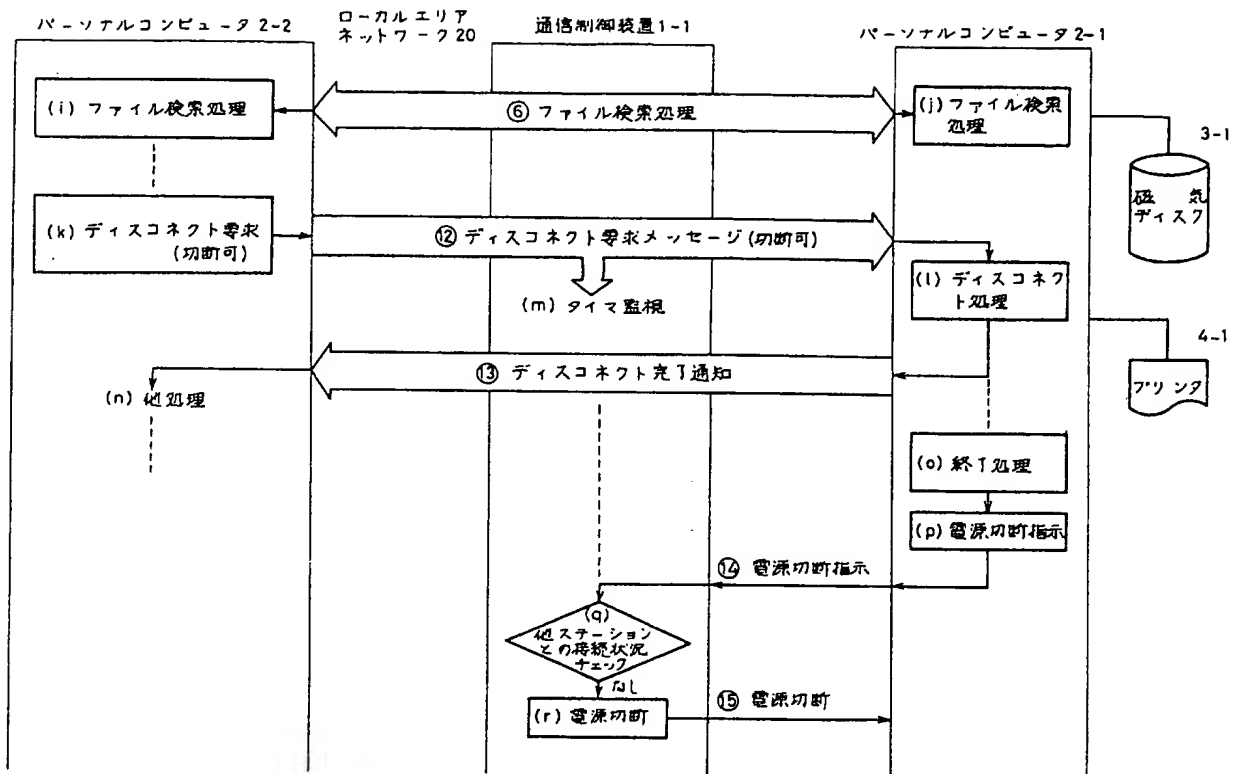 パーソナルコンピュータ2-2
ローカルエリア
ネットワーク20
通信制御装置1-1
パーソナルコンピュータ2-1
(i) ファイル検索処理
⑥ ファイル検索処理
(j) ファイル検索
処理
3-1
磁 気
ディスク
(k) ディスコネクト要求
(切断可)
⑫ ディスコネクト要求メッセージ(切断可)
(l) ディスコネク
ト処理
(m) タイマ監視
4-1
プリンタ
⑬ ディスコネクト完了通知
(n) 他処理
(o) 終了処理
(p) 電源切断指示
⑭ 電源切断指示
(q)
他ステーション
との接続状況
チェック
なし
(r) 電源切断
⑮ 電源切断